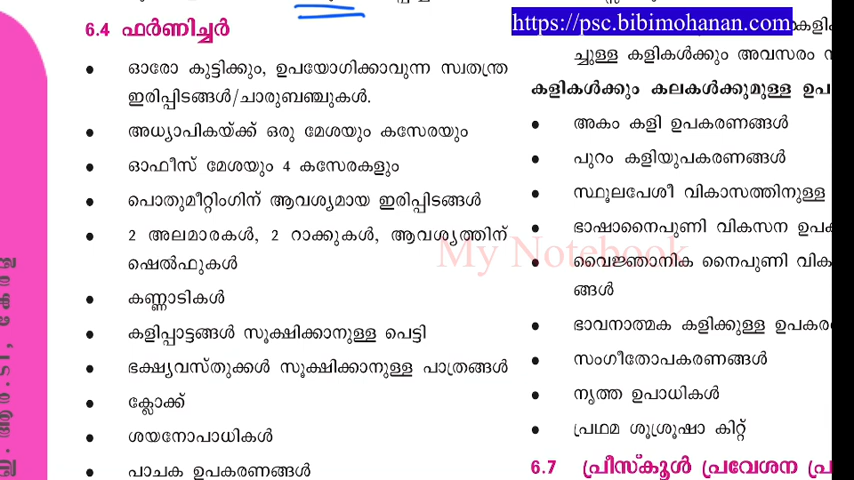 https://psc.bibimohanan.com
6.4 ഫർണിച്ചർ
● ഓരോ കുട്ടിക്കും, ഉപയോഗിക്കാവുന്ന സ്വതന്ത്ര
ഇരിപ്പിടങ്ങൾ/ചാരുബഞ്ചുകൾ.
● അധ്യാപികയ്ക്ക് ഒരു മേശയും കസേരയും
● ഓഫീസ് മേശയും 4 കസേരകളും
● പൊതുമീറ്റിംഗിന് ആവശ്യമായ ഇരിപ്പിടങ്ങൾ
● 2 അലമാരകൾ, 2 റാക്കുകൾ, ആവശ്യത്തിന്
ഷെൽഫുകൾ
● കണ്ണാടികൾ
● കളിപ്പാട്ടങ്ങൾ സൂക്ഷിക്കാനുള്ള പെട്ടി
● ഭക്ഷ്യവസ്തുക്കൾ സൂക്ഷിക്കാനുള്ള പാത്രങ്ങൾ
● ക്ലോക്ക്
● ശയനോപാധികൾ
● പാചക ഉപകരണങ്ങൾ
കളി
ച്ചുള്ള കളികൾക്കും അവസരം
കളികൾക്കും കലകൾക്കുമുള്ള ഉപ
● അകം കളി ഉപകരണങ്ങൾ
● പുറം കളിയുപകരണങ്ങൾ
● സ്ഥൂലപേശീ വികാസത്തിനുള്ള
● ഭാഷാനൈപുണി വികസന ഉപക
● വൈജ്ഞാനിക നൈപുണി വിക
ങ്ങൾ
● ഭാവനാത്മക കളിക്കുള്ള ഉപകര
● സംഗീതോപകരണങ്ങൾ
● നൃത്ത ഉപാധികൾ
● പ്രഥമ ശുശ്രൂഷാ കിറ്റ്
6.7 പ്രീസ്കൂൾ പ്രവേശന പ്ര
My Notebook